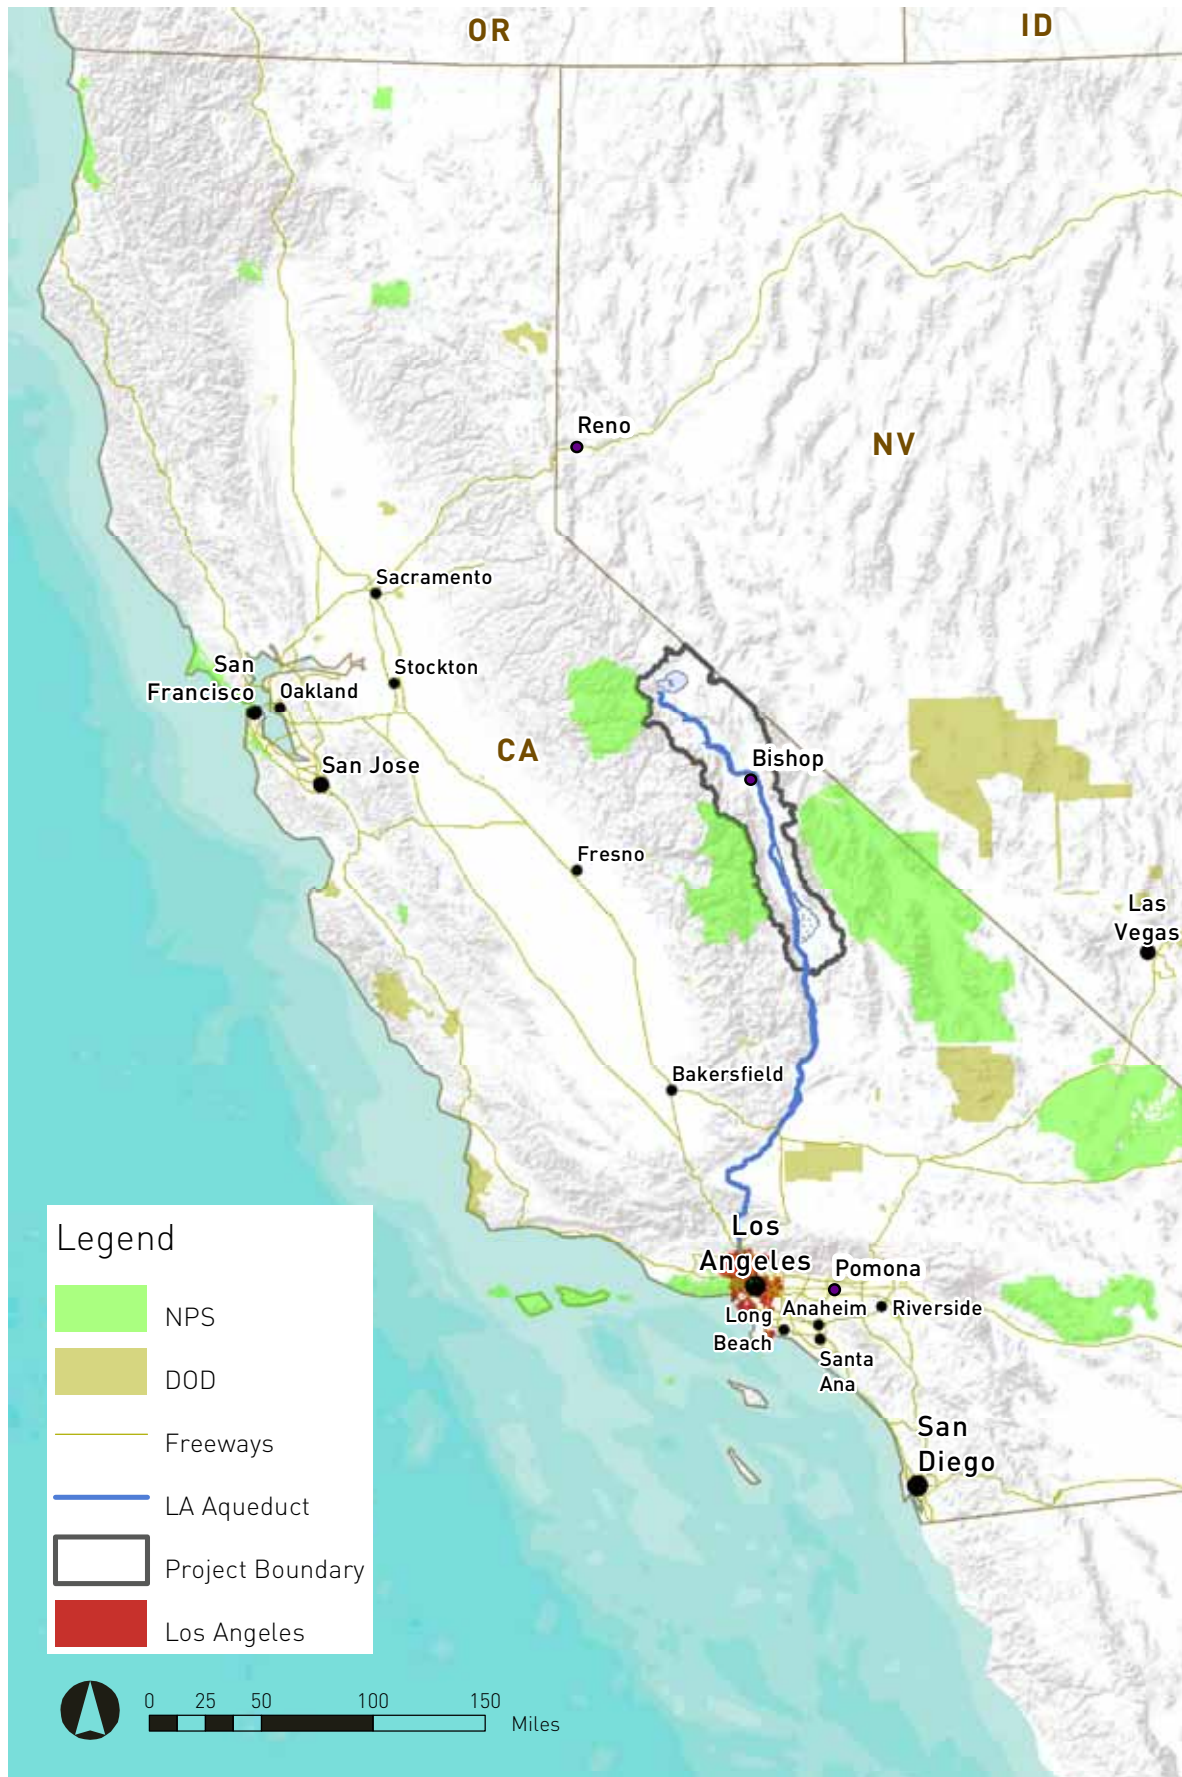 OR
ID
Reno
NV
Sacramento
San
Francisco
Oakland
Stockton
CA
San Jose
Bishop
Fresno
Las
Vegas
Bakersfield
Los
Angeles
Pomona
Long
Beach
Anaheim
Riverside
Santa
Ana
San
Diego
Legend
NPS
DOD
Freeways
LA Aqueduct
Project Boundary
Los Angeles
0 25 50 100 150
Miles